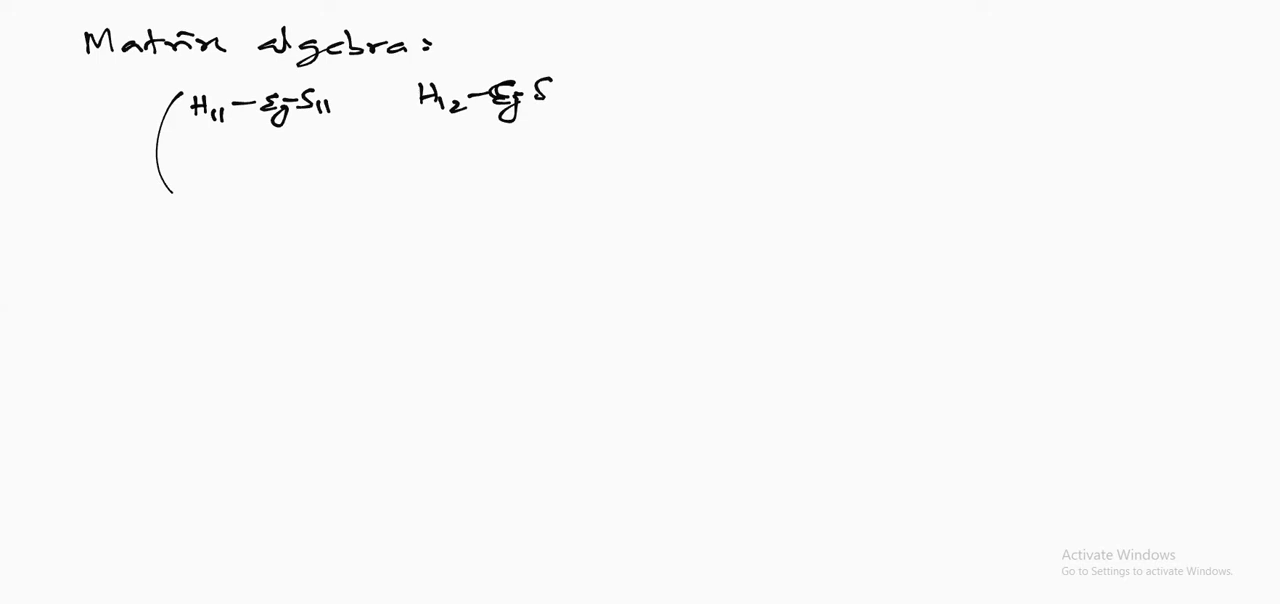 Matrix algebra:
( H₁₁ − εⱼ S₁₁ H₁₂ − εⱼ S
Activate Windows
Go to Settings to activate Windows.